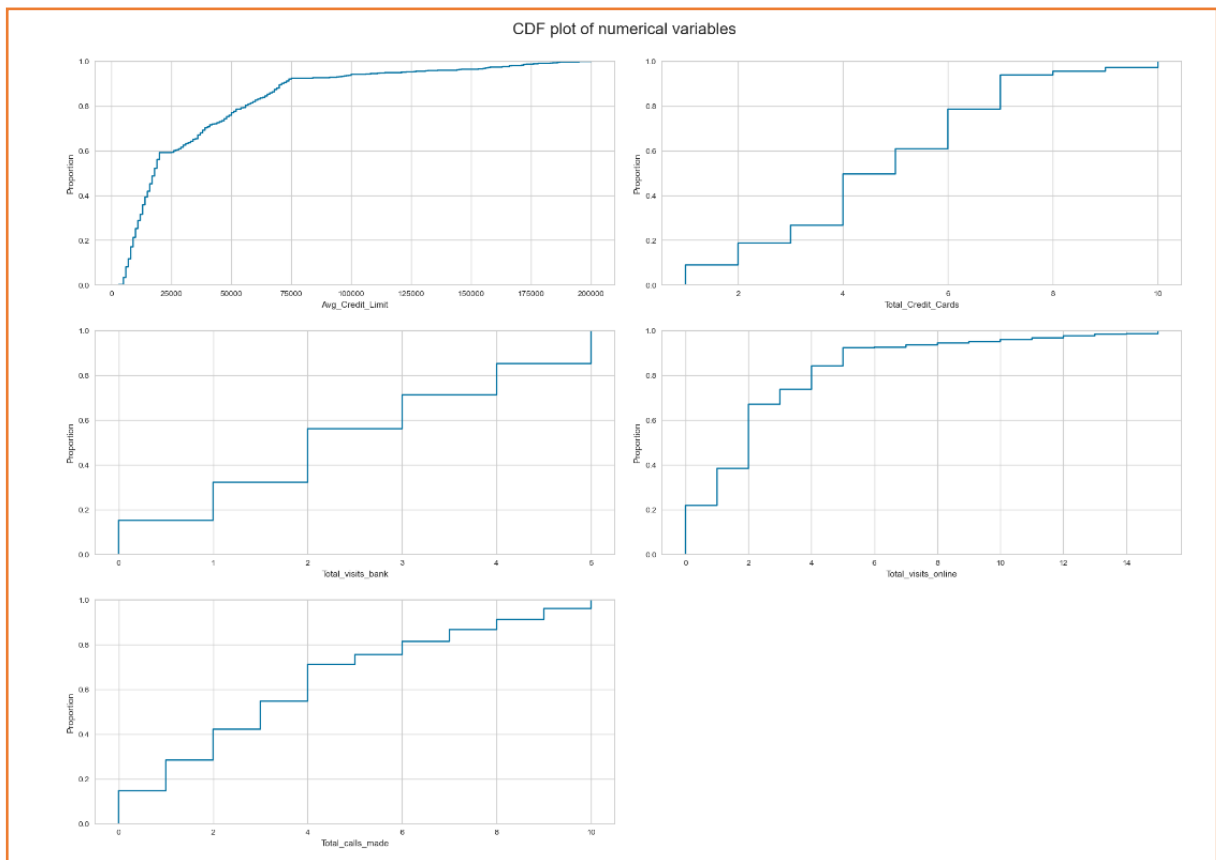 CDF plot of numerical variables
1.0
0.8
0.6
0.4
0.2
0.0
Proportion
0 25000 50000 75000 100000 125000 150000 175000 200000
Avg_Credit_Limit
1.0
0.8
0.6
0.4
0.2
0.0
Proportion
2 4 6 8 10
Total_Credit_Cards
1.0
0.8
0.6
0.4
0.2
0.0
Proportion
0 1 2 3 4 5
Total_visits_bank
1.0
0.8
0.6
0.4
0.2
0.0
Proportion
0 2 4 6 8 10 12 14
Total_visits_online
1.0
0.8
0.6
0.4
0.2
0.0
Proportion
0 2 4 6 8 10
Total_calls_made